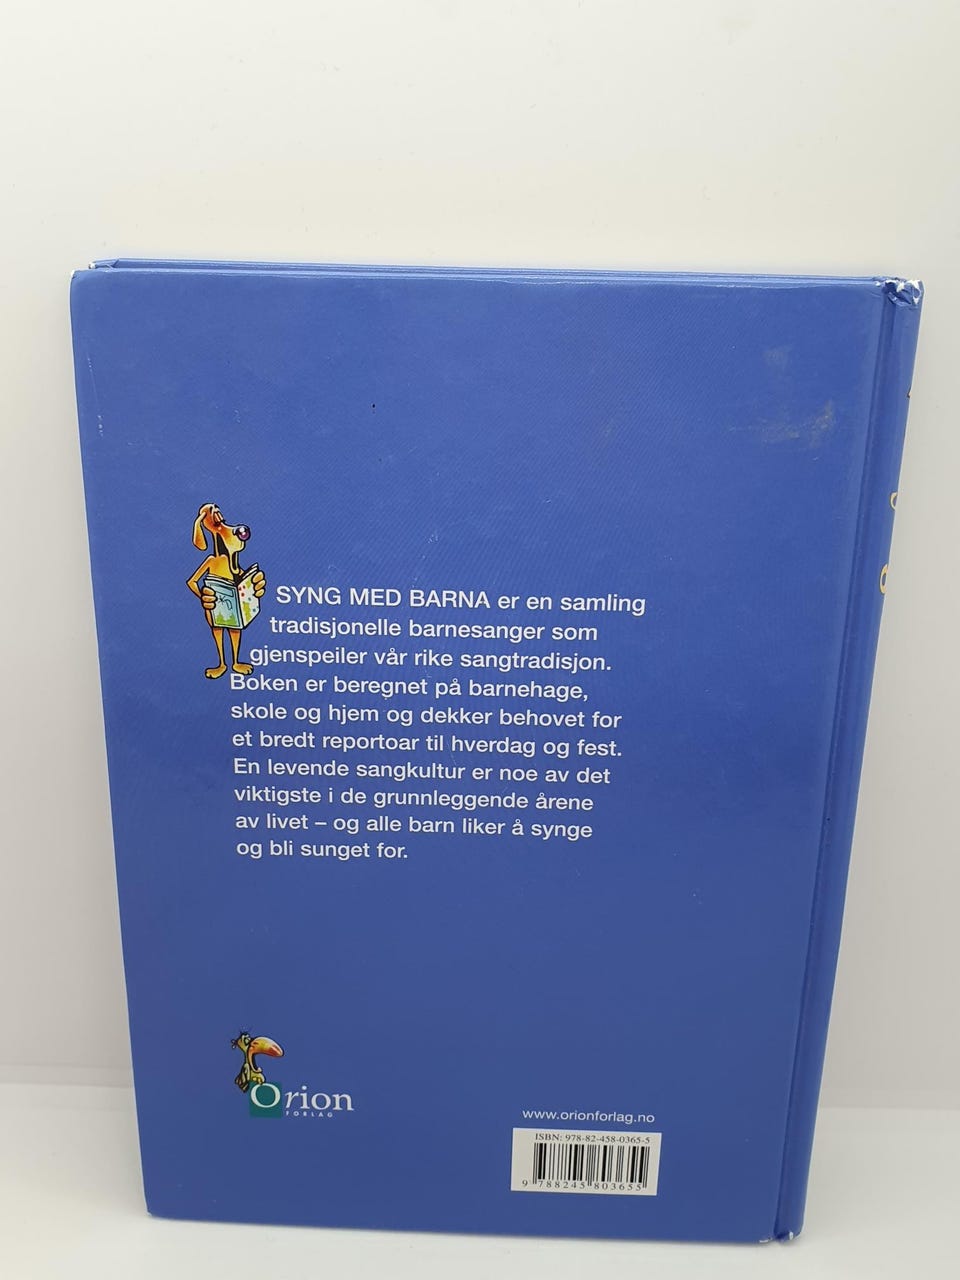 SYNG MED BARNA er en samling
tradisjonelle barnesanger som
gjenspeiler vår rike sangtradisjon.
Boken er beregnet på barnehage,
skole og hjem og dekker behovet for
et bredt reportoar til hverdag og fest.
En levende sangkultur er noe av det
viktigste i de grunnleggende årene
av livet – og alle barn liker å synge
og bli sunget for.
Orion
FORLAG
www.orionforlag.no
ISBN: 978-82-458-0365-5
9 788245 803655